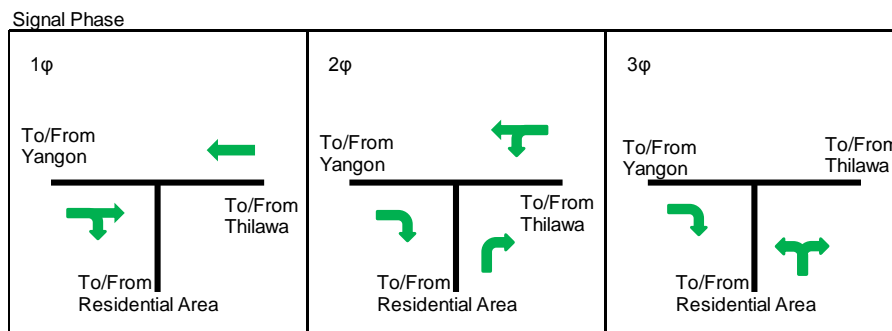 Signal Phase
1φ
To/From
Yangon
To/From
Thilawa
To/From
Residential Area
2φ
To/From
Yangon
To/From
Thilawa
To/From
Residential Area
3φ
To/From
Yangon
To/From
Thilawa
To/From
Residential Area